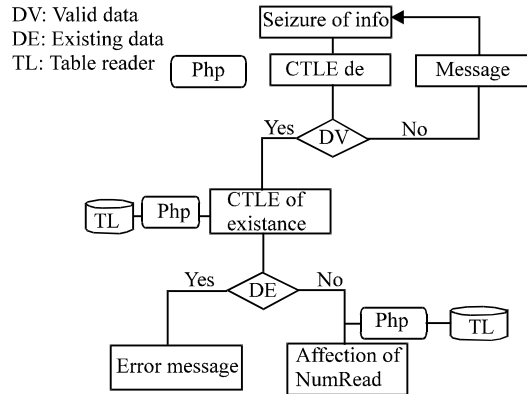 DV: Valid data
DE: Existing data
TL: Table reader
Seizure of info
Php
CTLE de
Message
Yes
DV
No
TL
Php
CTLE of
existance
Yes
DE
No
Php
TL
Error message
Affection of
NumRead